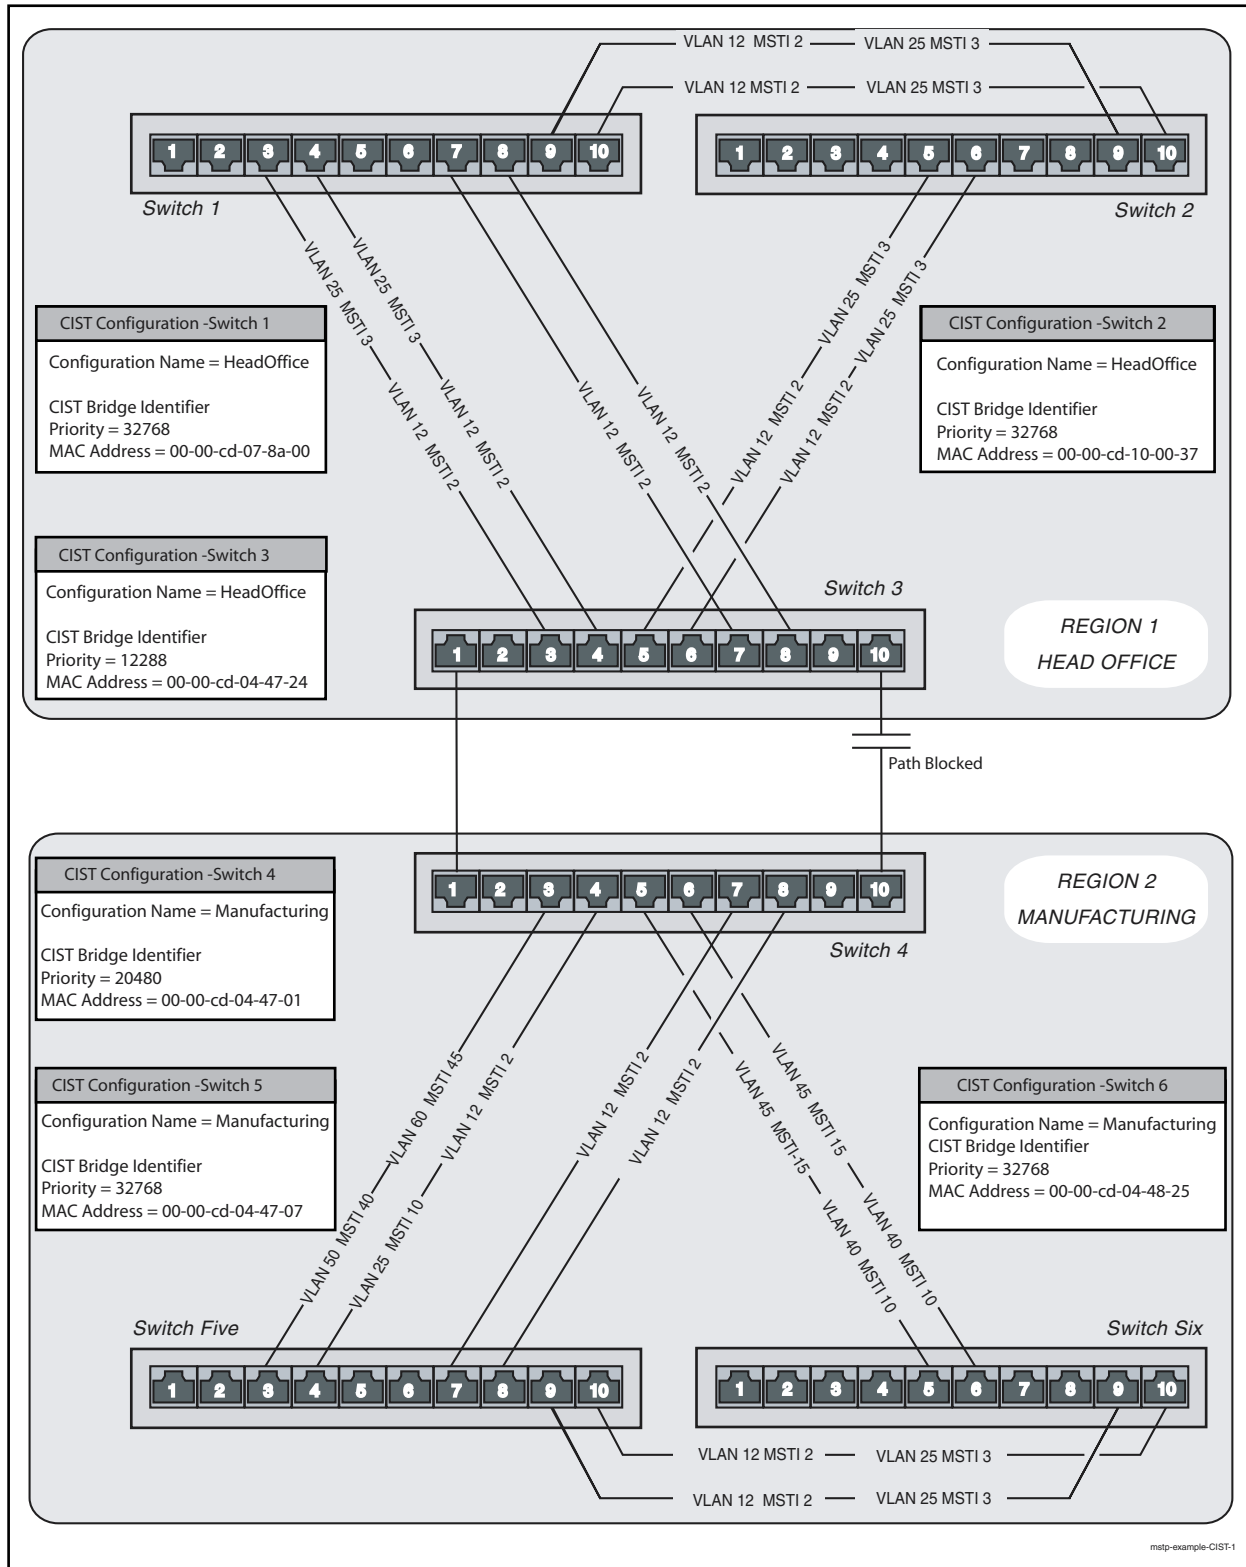 VLAN 12 MSTI 2
VLAN 25 MSTI 3
VLAN 12 MSTI 2
VLAN 25 MSTI 3
1 2 3 4 5 6 7 8 9 10
1 2 3 4 5 6 7 8 9 10
Switch 1
Switch 2
VLAN 25 MSTI 3
VLAN 12 MSTI 2
VLAN 25 MSTI 3
VLAN 12 MSTI 2
VLAN 12 MSTI 2
VLAN 12 MSTI 2
VLAN 25 MSTI 3
VLAN 12 MSTI 2
VLAN 25 MSTI 3
VLAN 12 MSTI 2
CIST Configuration -Switch 1
Configuration Name = HeadOffice
CIST Bridge Identifier
Priority = 32768
MAC Address = 00-00-cd-07-8a-00
CIST Configuration -Switch 2
Configuration Name = HeadOffice
CIST Bridge Identifier
Priority = 32768
MAC Address = 00-00-cd-10-00-37
CIST Configuration -Switch 3
Configuration Name = HeadOffice
CIST Bridge Identifier
Priority = 12288
MAC Address = 00-00-cd-04-47-24
Switch 3
1 2 3 4 5 6 7 8 9 10
REGION 1
HEAD OFFICE
Path Blocked
CIST Configuration -Switch 4
Configuration Name = Manufacturing
CIST Bridge Identifier
Priority = 20480
MAC Address = 00-00-cd-04-47-01
1 2 3 4 5 6 7 8 9 10
Switch 4
REGION 2
MANUFACTURING
CIST Configuration -Switch 5
Configuration Name = Manufacturing
CIST Bridge Identifier
Priority = 32768
MAC Address = 00-00-cd-04-47-07
VLAN 60 MSTI 45
VLAN 50 MSTI 40
VLAN 12 MSTI 2
VLAN 25 MSTI 10
VLAN 12 MSTI 2
VLAN 12 MSTI 2
VLAN 45 MSTI-15
VLAN 40 MSTI 10
VLAN 45 MSTI 15
VLAN 40 MSTI 10
CIST Configuration -Switch 6
Configuration Name = Manufacturing
CIST Bridge Identifier
Priority = 32768
MAC Address = 00-00-cd-04-48-25
Switch Five
Switch Six
1 2 3 4 5 6 7 8 9 10
1 2 3 4 5 6 7 8 9 10
VLAN 12 MSTI 2
VLAN 25 MSTI 3
VLAN 12 MSTI 2
VLAN 25 MSTI 3
mstp-example-CIST-1